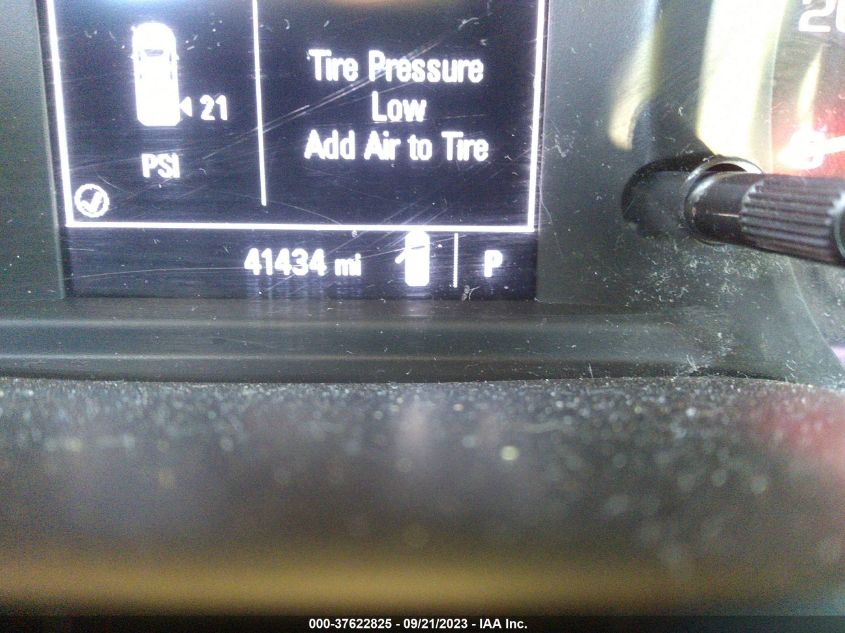 21
PSI
Tire Pressure
Low
Add Air to Tire
41434 mi
P
000-37622825 - 09/21/2023 - IAA Inc.